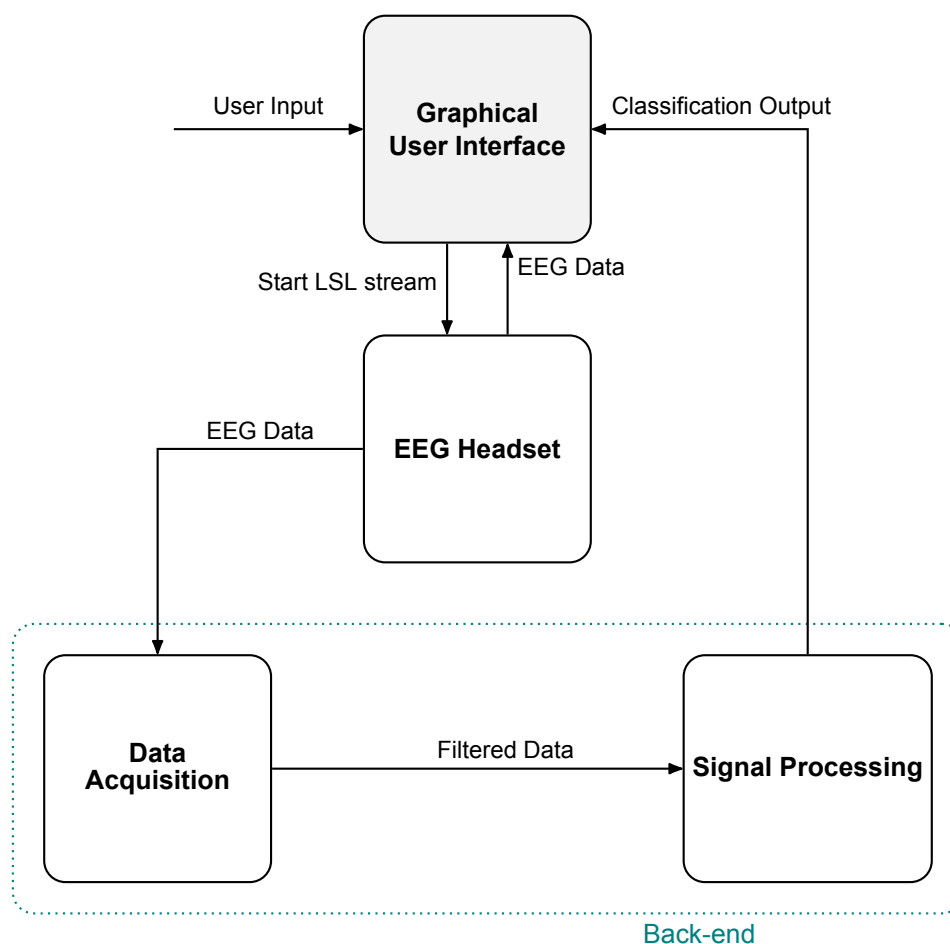 User Input
Graphical
User Interface
Classification Output
Start LSL stream
EEG Data
EEG Data
EEG Headset
Data
Acquisition
Filtered Data
Signal Processing
Back-end